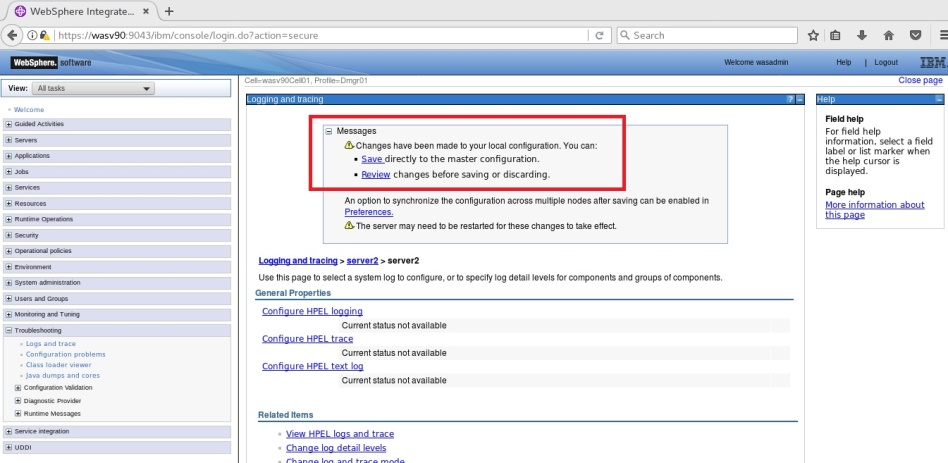 WebSphere Integrate...
https://wasv90:9043/ibm/console/login.do?action=secure
Search
WebSphere. software
Welcome wasadmin
Help
Logout
IBM.
View: All tasks
Welcome
Guided Activities
Servers
Applications
Jobs
Services
Resources
Runtime Operations
Security
Operational policies
Environment
System administration
Users and Groups
Monitoring and Tuning
Troubleshooting
Logs and trace
Configuration problems
Class loader viewer
Java dumps and cores
Configuration Validation
Diagnostic Provider
Runtime Messages
Service integration
UDDI
Cell=wasv90Cell01, Profile=Dmgr01
Close page
Logging and tracing
Messages
Changes have been made to your local configuration. You can:
Save directly to the master configuration.
Review changes before saving or discarding.
An option to synchronize the configuration across multiple nodes after saving can be enabled in
Preferences.
The server may need to be restarted for these changes to take effect.
Logging and tracing > server2 > server2
Use this page to select a system log to configure, or to specify log detail levels for components and groups of components.
General Properties
Configure HPEL logging
Current status not available
Configure HPEL trace
Current status not available
Configure HPEL text log
Current status not available
Related Items
View HPEL logs and trace
Change log detail levels
Change log and trace mode
Help
Field help
For field help
information, select a field
label or list marker when
the help cursor is
displayed.
Page help
More information about
this page